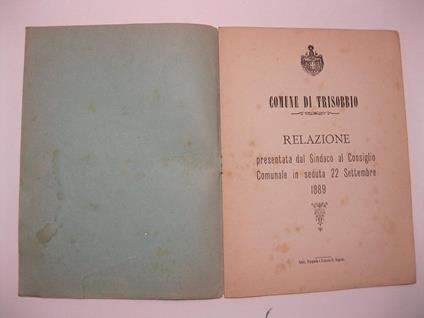 COMUNE DI TRISOBBIO
RELAZIONE
presentata dal Sindaco al Consiglio
Comunale in seduta 22 Settembre
1889